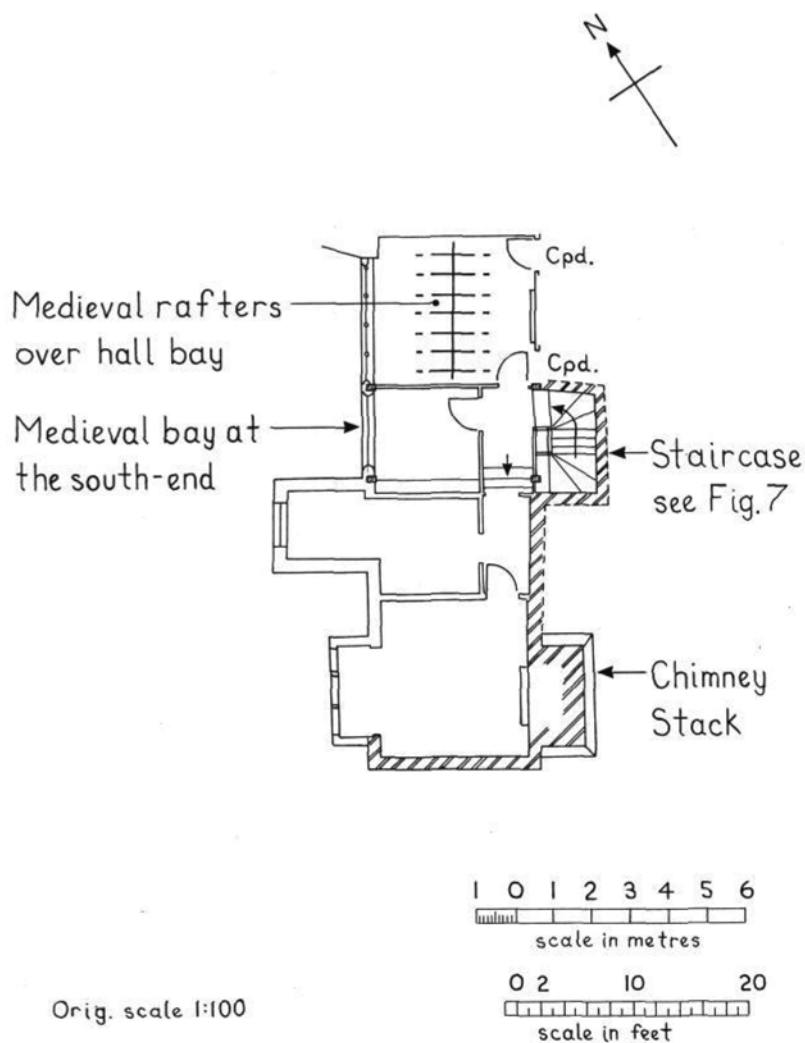 N
Cpd.
Medieval rafters
over hall bay
Cpd.
Medieval bay at
the south-end
Staircase
see Fig. 7
Chimney
Stack
1 0 1 2 3 4 5 6
scale in metres
0 2 10 20
scale in feet
Orig. scale 1:100